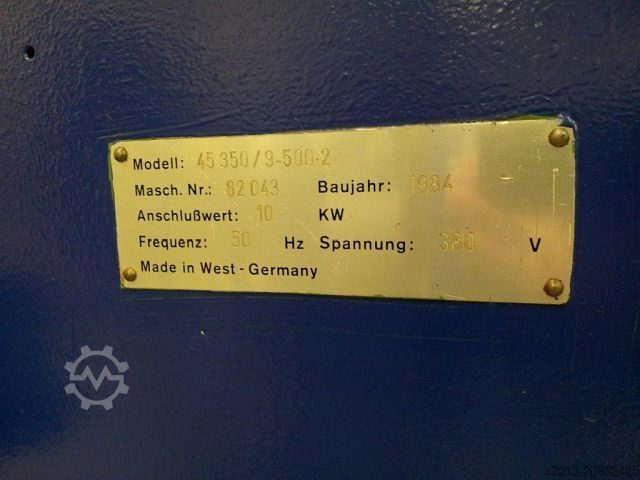 Modell: 45 350/9-500·2
Masch. Nr.: 82 043 Baujahr: 1984
Anschlußwert: 10 KW
Frequenz: 50 Hz Spannung: 380 V
Made in West - Germany